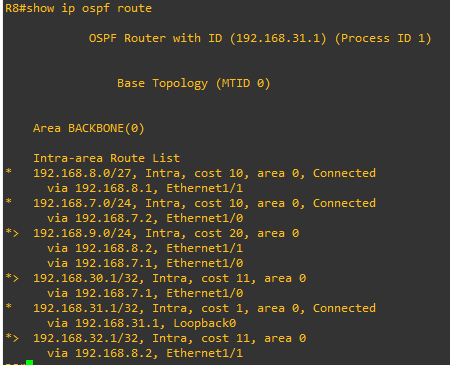 R8#show ip ospf route
OSPF Router with ID (192.168.31.1) (Process ID 1)
Base Topology (MTID 0)
Area BACKBONE(0)
Intra-area Route List
*   192.168.8.0/27, Intra, cost 10, area 0, Connected
via 192.168.8.1, Ethernet1/1
*   192.168.7.0/24, Intra, cost 10, area 0, Connected
via 192.168.7.2, Ethernet1/0
*>  192.168.9.0/24, Intra, cost 20, area 0
via 192.168.8.2, Ethernet1/1
via 192.168.7.1, Ethernet1/0
*>  192.168.30.1/32, Intra, cost 11, area 0
via 192.168.7.1, Ethernet1/0
*   192.168.31.1/32, Intra, cost 1, area 0, Connected
via 192.168.31.1, Loopback0
*>  192.168.32.1/32, Intra, cost 11, area 0
via 192.168.8.2, Ethernet1/1